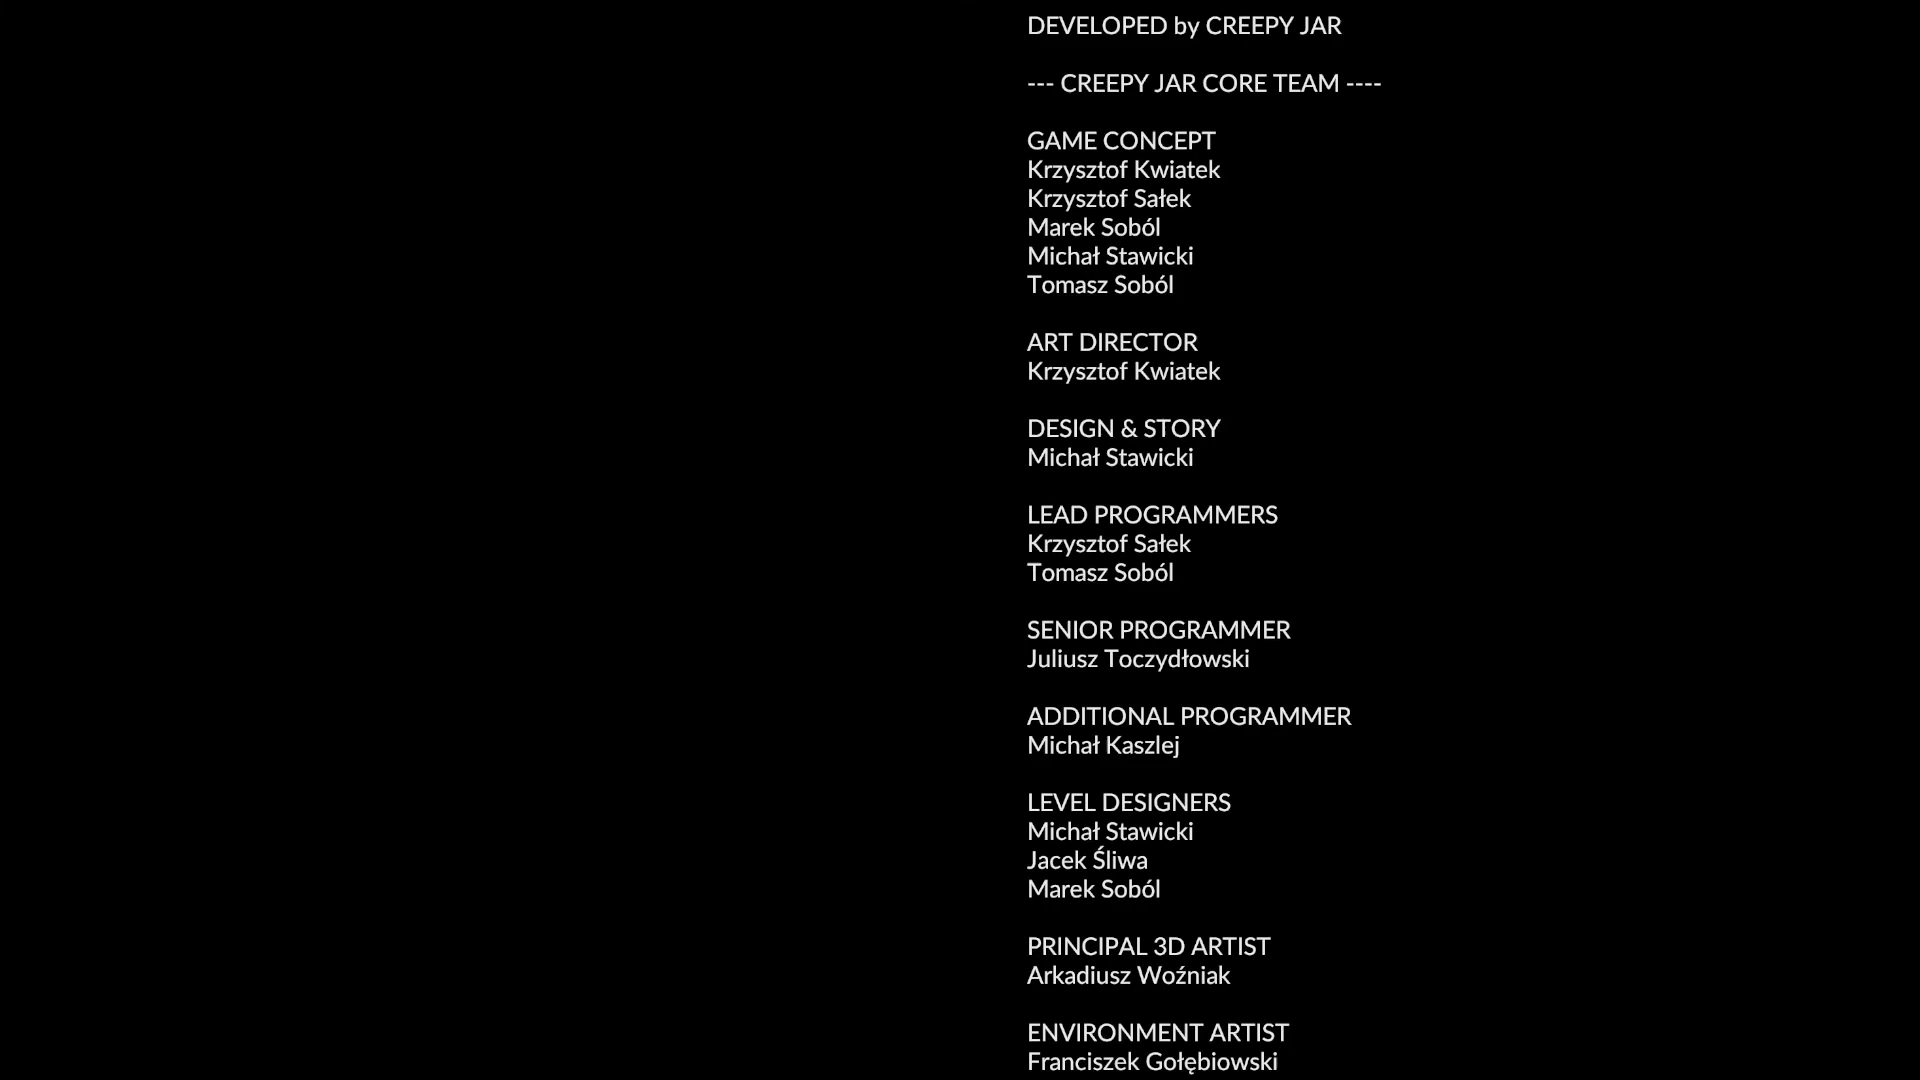 DEVELOPED by CREEPY JAR
--- CREEPY JAR CORE TEAM ----
GAME CONCEPT
Krzysztof Kwiatek
Krzysztof Sałek
Marek Soból
Michał Stawicki
Tomasz Soból
ART DIRECTOR
Krzysztof Kwiatek
DESIGN & STORY
Michał Stawicki
LEAD PROGRAMMERS
Krzysztof Sałek
Tomasz Soból
SENIOR PROGRAMMER
Juliusz Toczydłowski
ADDITIONAL PROGRAMMER
Michał Kaszlej
LEVEL DESIGNERS
Michał Stawicki
Jacek Śliwa
Marek Soból
PRINCIPAL 3D ARTIST
Arkadiusz Woźniak
ENVIRONMENT ARTIST
Franciszek Gołębiowski